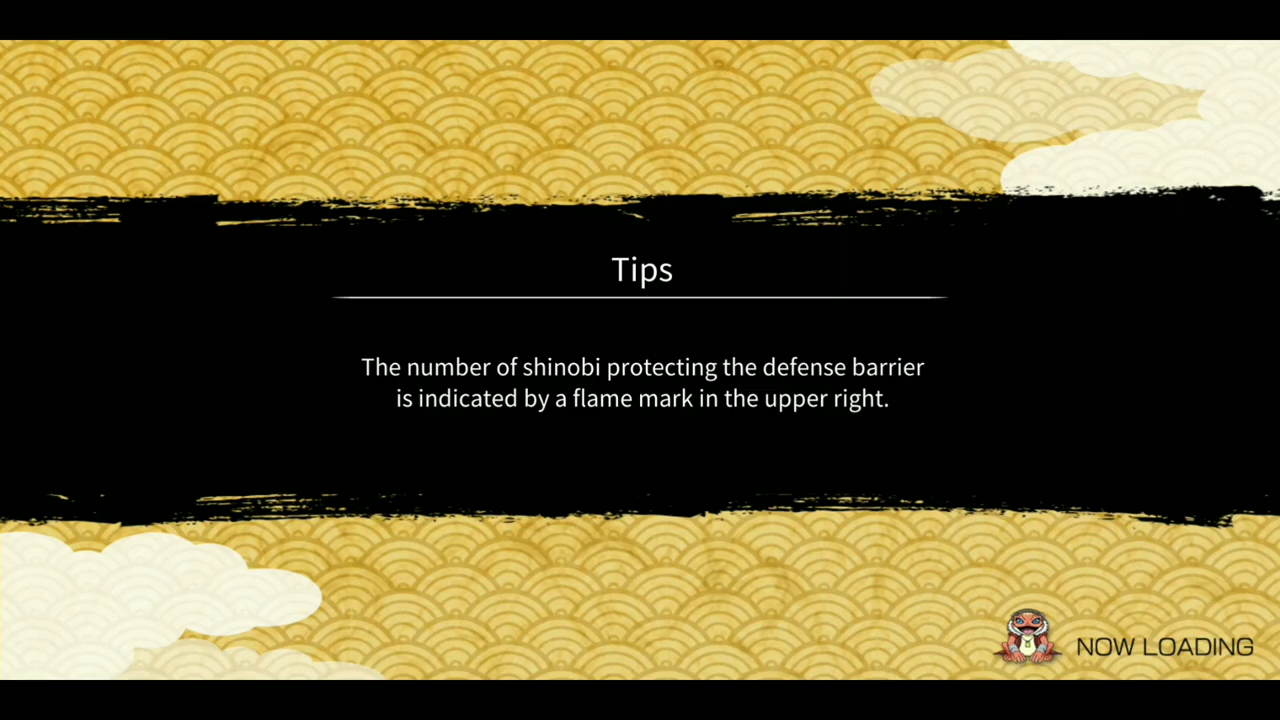 Tips
The number of shinobi protecting the defense barrier
is indicated by a flame mark in the upper right.
NOW LOADING